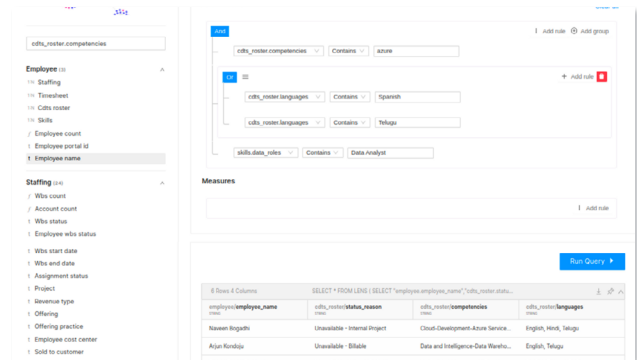 And
Add rule
Add group
cdts_roster.competencies
cdts_roster.competencies
Contains
azure
Employee (3)
Or
Add rule
Staffing
Timesheet
cdts_roster.languages
Contains
Spanish
Cdts roster
Skills
cdts_roster.languages
Contains
Telugu
Employee count
Employee portal id
Employee name
skills.data_roles
Contains
Data Analyst
Staffing (24)
Measures
Wbs count
Account count
Add rule
Wbs status
Employee wbs status
Wbs start date
Wbs end date
Run Query
Assignment status
Project
6 Rows 4 Columns
SELECT * FROM LENS ( SELECT "employee.employee_name","cdts_roster.statu...
Revenue type
employee/employee_name
cdts_roster/status_reason
cdts_roster/competencies
cdts_roster/languages
Offering
Offering practice
Naveen Bogadhi
Unavailable - Internal Project
Cloud-Development-Azure Service...
English, Hindi, Telugu
Employee cost center
Sold to customer
Arjun Kondoju
Unavailable - Billable
Data and Intelligence-Data Wareho...
English, Telugu